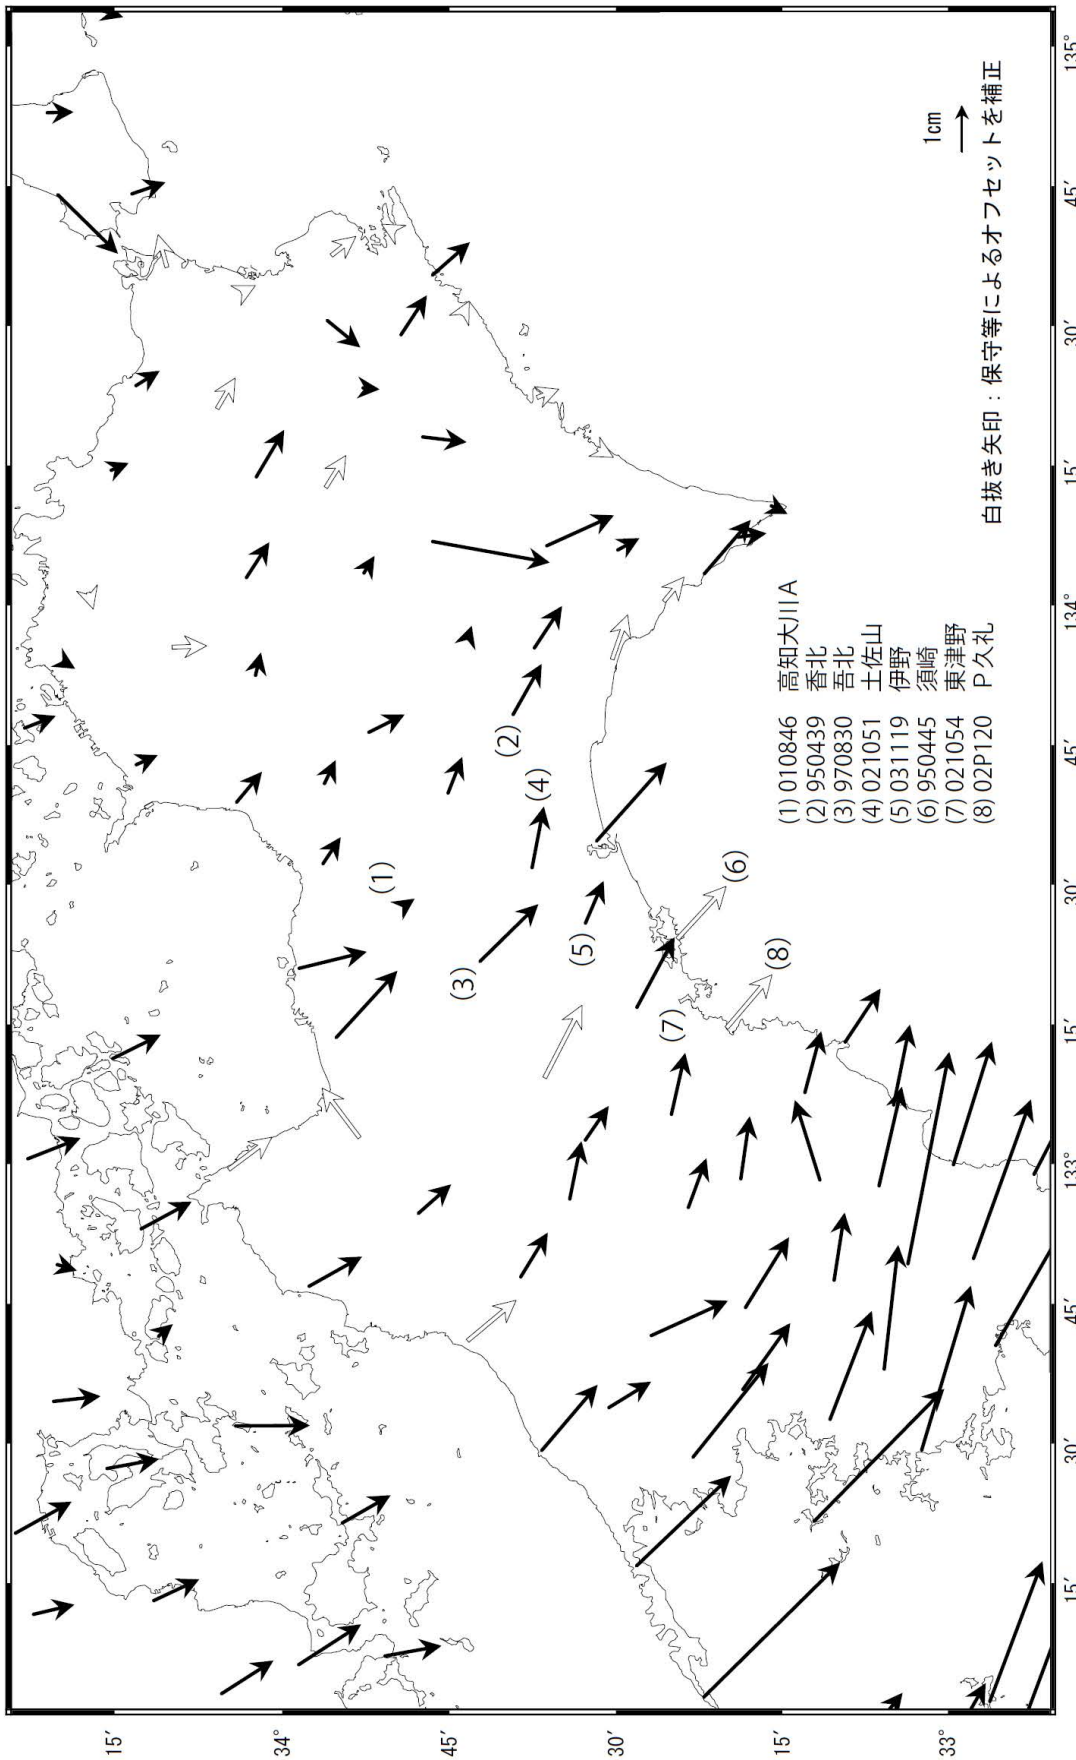 135°
45′
30′
15′
134°
45′
30′
15′
133°
45′
30′
15′
15′
34°
45′
30′
15′
33°
1cm
白抜き矢印：保守等によるオフセットを補正
(1)
(2)
(3)
(4)
(5)
(6)
(7)
(8)
(1) 010846 高知大川ⅠA
(2) 950439 香北
(3) 970830 吾北
(4) 021051 土佐山
(5) 031119 伊野
(6) 950445 須崎
(7) 021054 東津野
(8) 02P120 P久礼